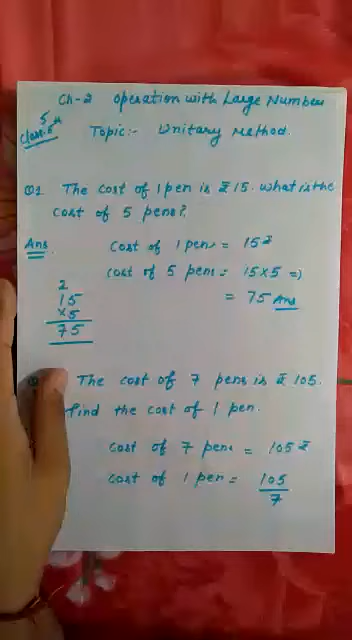 Ch-2 Operation with Large Number
Class-5th
Topic:- Unitary Method.
Q1 The cost of 1 pen is ₹15. what is the
cost of 5 pens?
Ans
cost of 1 pens = 15₹
cost of 5 pens = 15×5 =)
= 75 Ans
2
15
×5
75
The cost of 7 pens is ₹105.
find the cost of 1 pen.
cost of 7 pens = 105₹
cost of 1 pen = 105
7